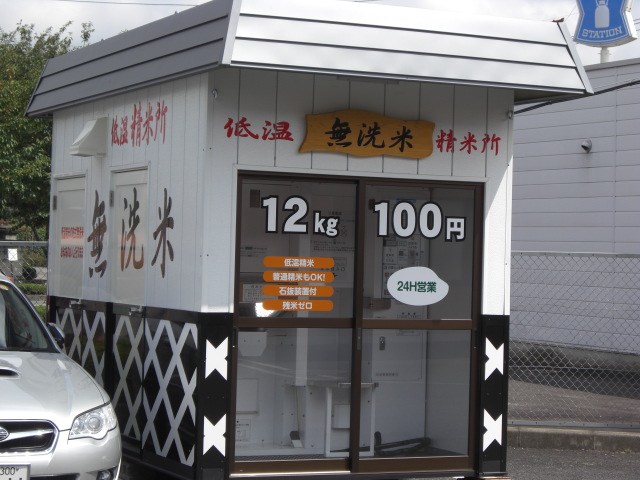 STATION
低温精米所
低温
無洗米
精米所
無洗米
12kg
100円
低温精米
普通精米もOK!
石抜装置付
残米ゼロ
24H営業
300